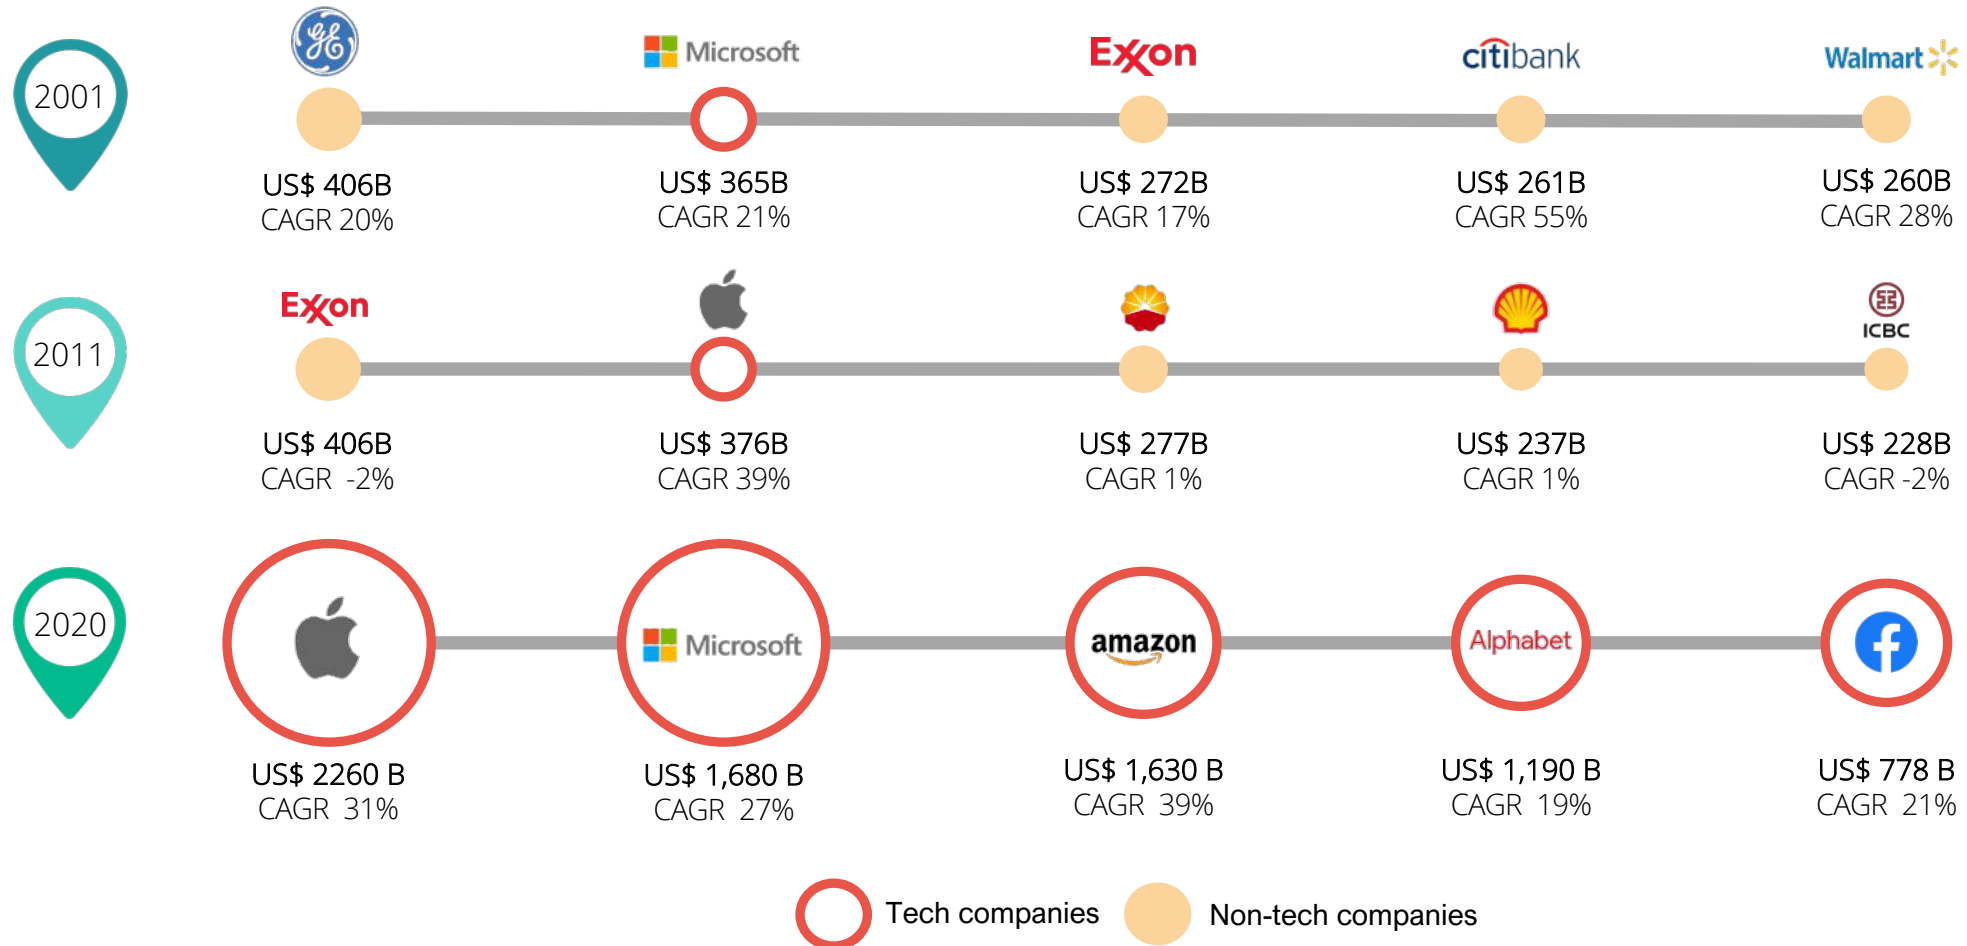 GE
Microsoft
Exxon
citibank
Walmart
2001
US$ 406B
CAGR 20%
US$ 365B
CAGR 21%
US$ 272B
CAGR 17%
US$ 261B
CAGR 55%
US$ 260B
CAGR 28%
Exxon
ICBC
2011
US$ 406B
CAGR -2%
US$ 376B
CAGR 39%
US$ 277B
CAGR 1%
US$ 237B
CAGR 1%
US$ 228B
CAGR -2%
2020
Microsoft
amazon
Alphabet
f
US$ 2260 B
CAGR 31%
US$ 1,680 B
CAGR 27%
US$ 1,630 B
CAGR 39%
US$ 1,190 B
CAGR 19%
US$ 778 B
CAGR 21%
Tech companies
Non-tech companies